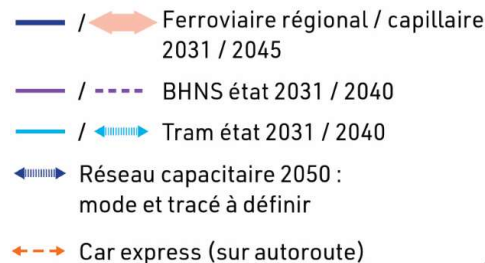 / Ferroviaire régional / capillaire
2031 / 2045
/ BHNS état 2031 / 2040
/ Tram état 2031 / 2040
Réseau capacitaire 2050 :
mode et tracé à définir
Car express (sur autoroute)